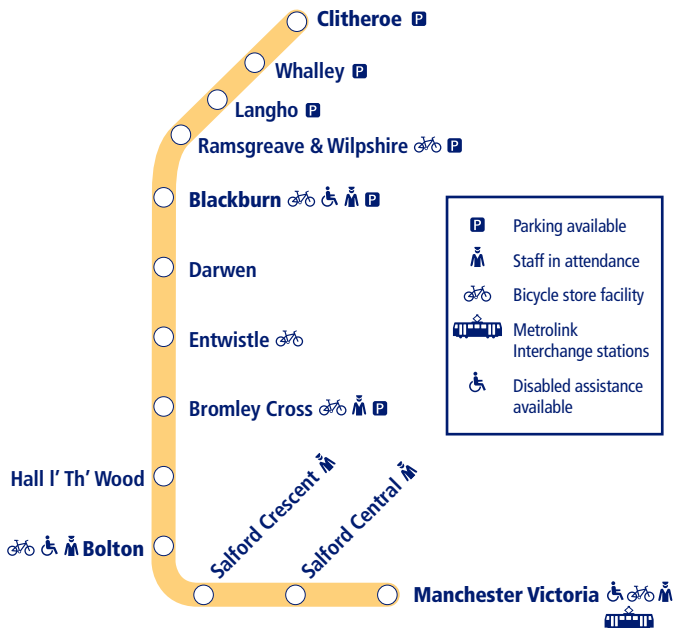 Clitheroe P
Whalley P
Langho P
Ramsgreave & Wilpshire P
Blackburn P
Darwen
Entwistle
Bromley Cross P
Hall I' Th' Wood
Bolton
Salford Crescent
Salford Central
Manchester Victoria
P Parking available
Staff in attendance
Bicycle store facility
Metrolink
Interchange stations
Disabled assistance
available